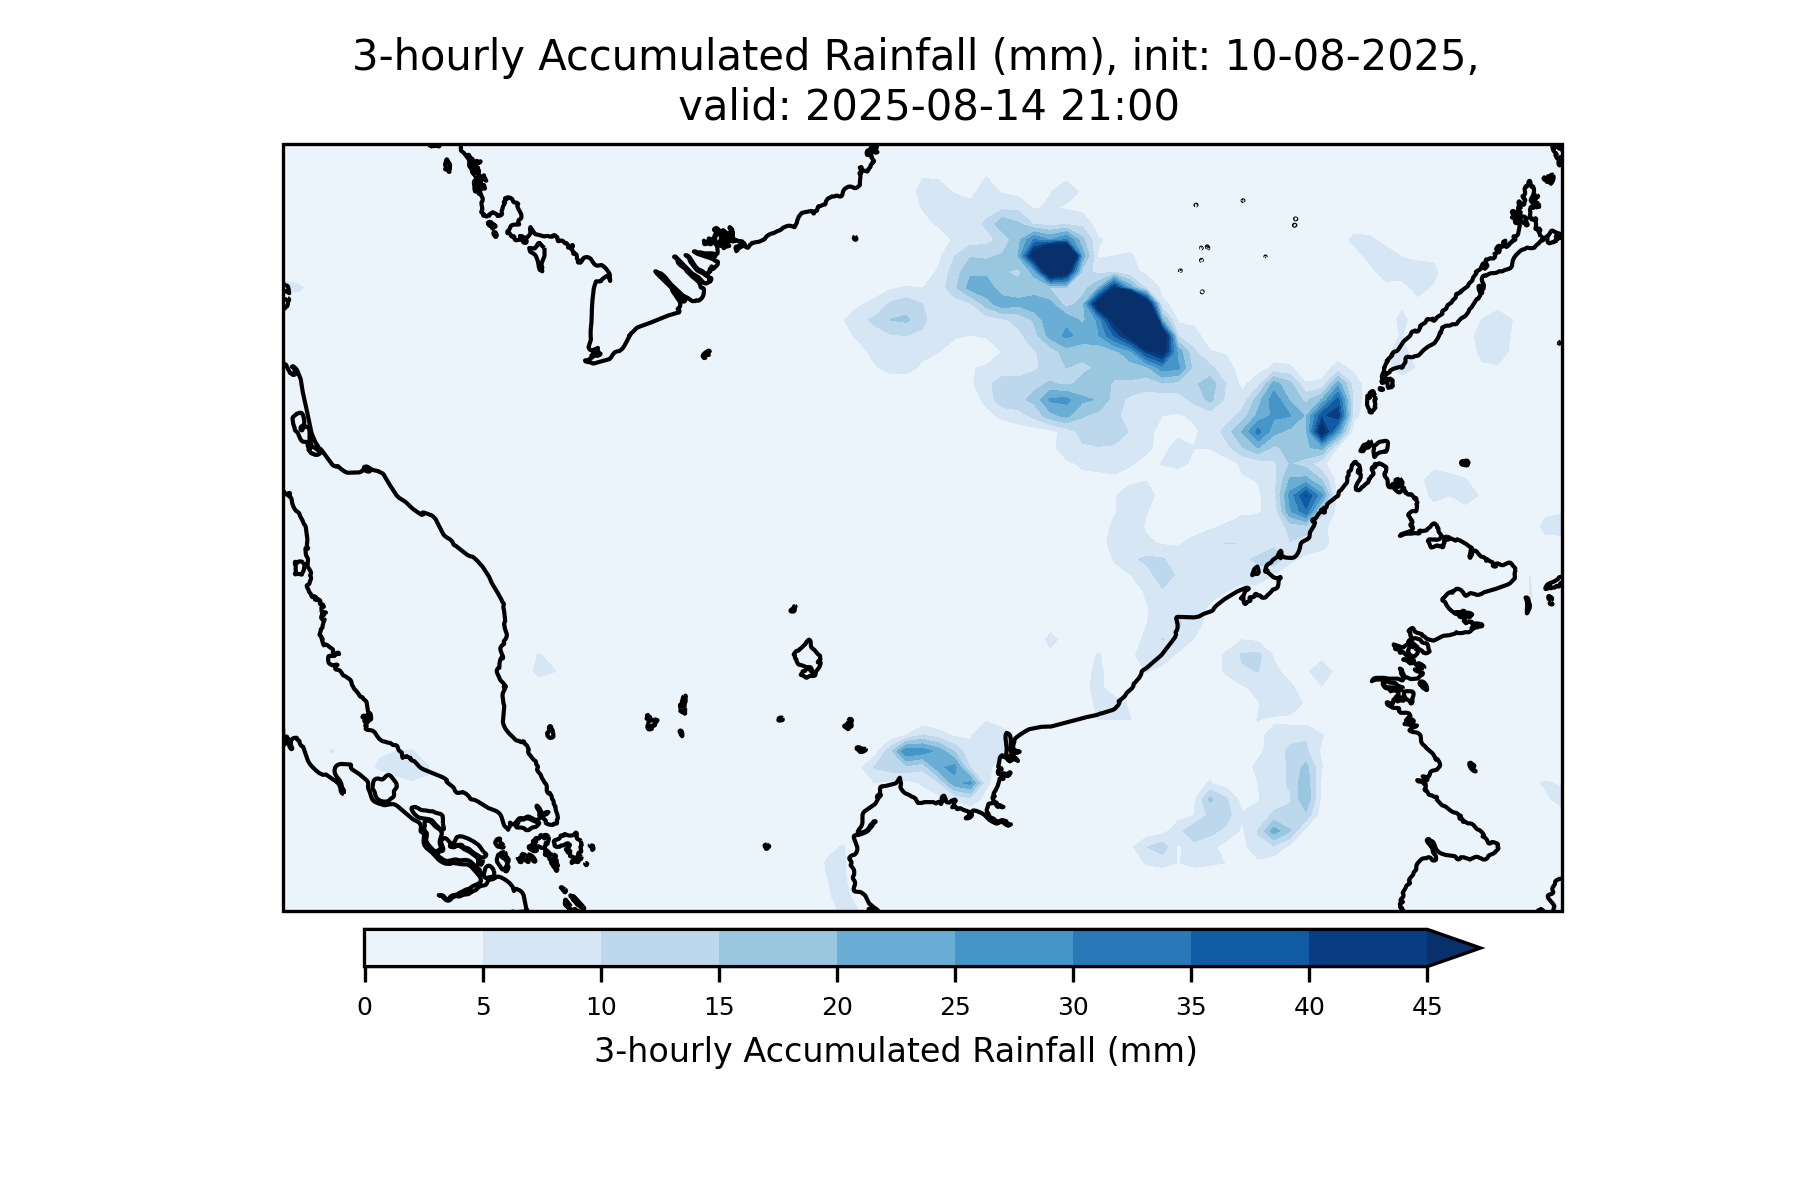 3-hourly Accumulated Rainfall (mm), init: 10-08-2025,
valid: 2025-08-14 21:00
0 5 10 15 20 25 30 35 40 45
3-hourly Accumulated Rainfall (mm)